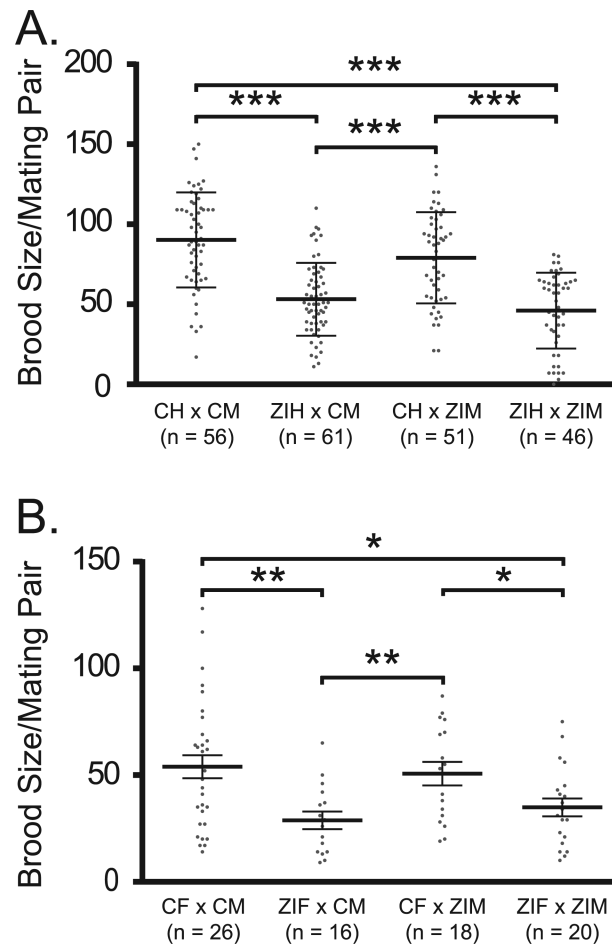 A.
200
150
100
50
0
Brood Size/Mating Pair
***
***
***
***
CH x CM
(n = 56)
ZIH x CM
(n = 61)
CH x ZIM
(n = 51)
ZIH x ZIM
(n = 46)
B.
150
100
50
0
Brood Size/Mating Pair
*
**
*
**
CF x CM
(n = 26)
ZIF x CM
(n = 16)
CF x ZIM
(n = 18)
ZIF x ZIM
(n = 20)